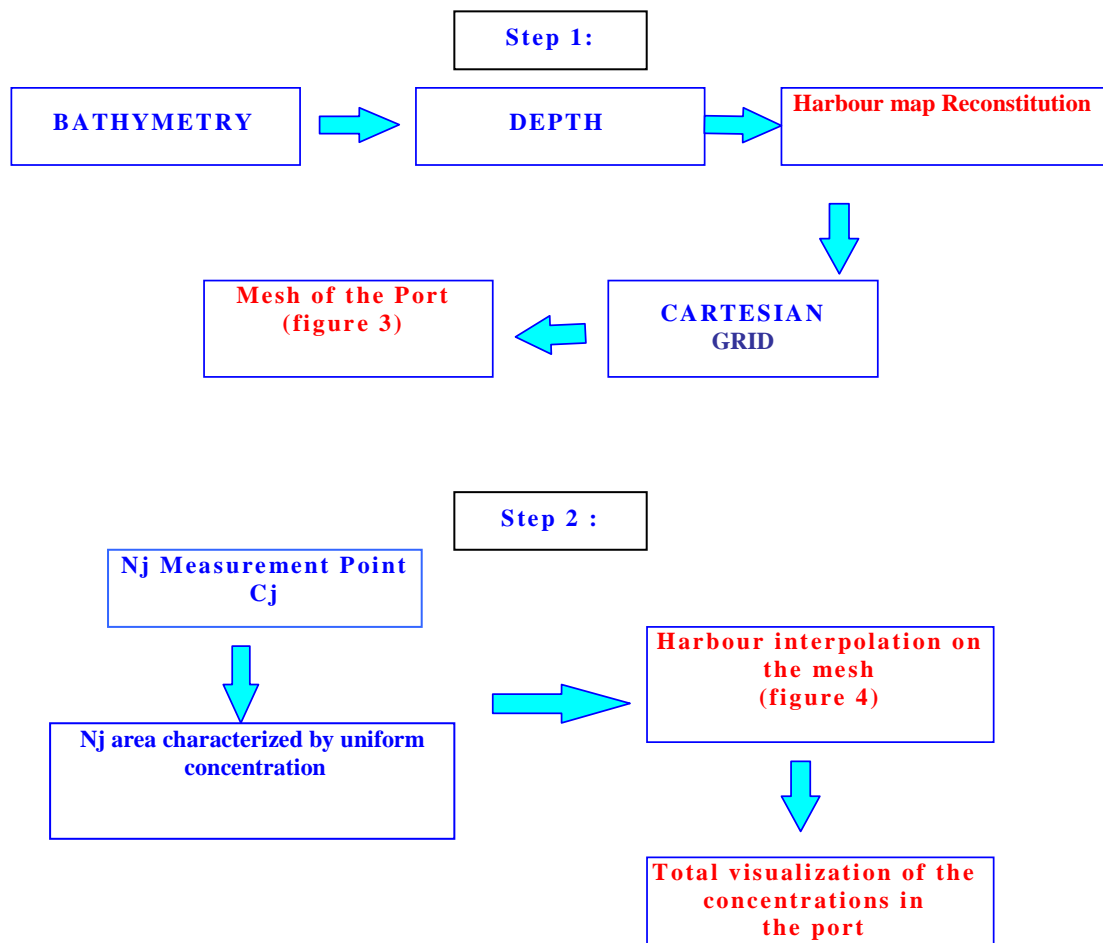 Step 1:
BATHYMETRY
DEPTH
Harbour map Reconstitution
Mesh of the Port
(figure 3)
CARTESIAN
GRID
Step 2 :
Nj Measurement Point
Cj
Nj area characterized by uniform
concentration
Harbour interpolation on
the mesh
(figure 4)
Total visualization of the
concentrations in
the port